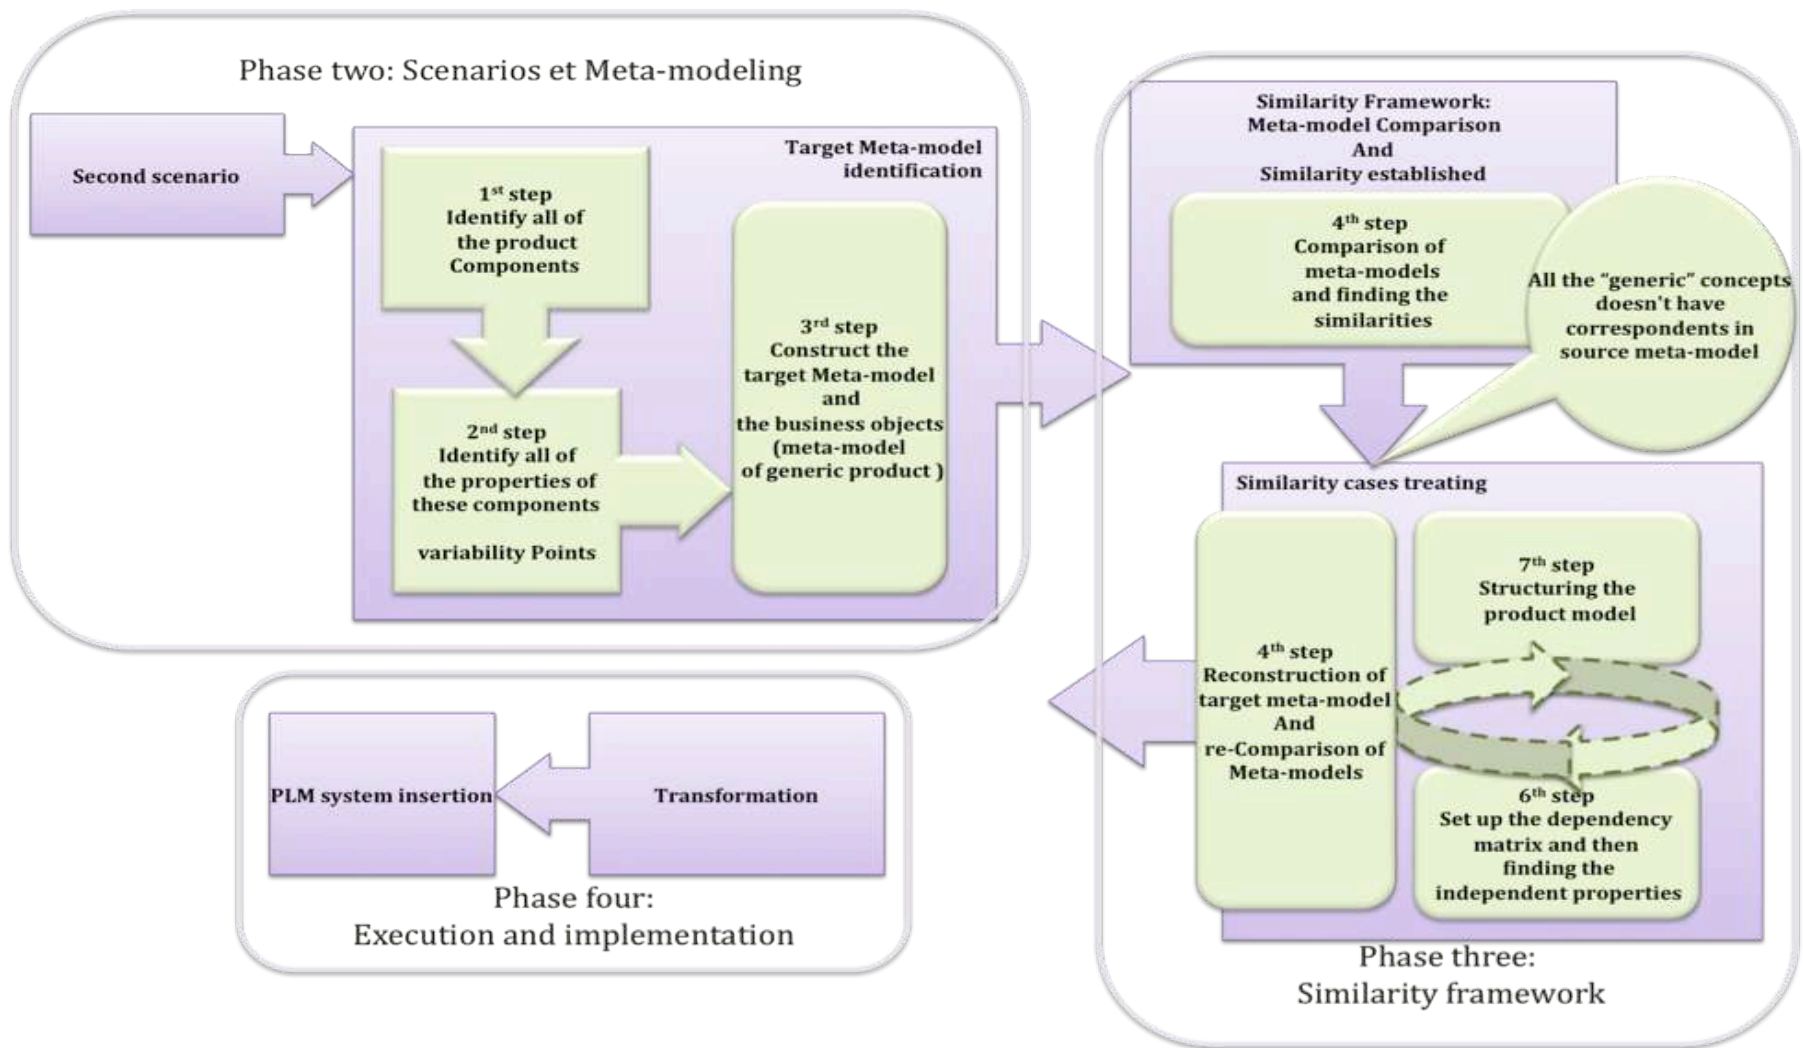 Phase two: Scenarios et Meta-modeling
Second scenario
Target Meta-model
identification
1st step
Identify all of
the product
Components
2nd step
Identify all of
the properties of
these components
variability Points
3rd step
Construct the
target Meta-model
and
the business objects
(meta-model
of generic product )
Similarity Framework:
Meta-model Comparison
And
Similarity established
4th step
Comparison of
meta-models
and finding the
similarities
All the “generic” concepts
doesn't have
correspondents in
source meta-model
Similarity cases treating
4th step
Reconstruction of
target meta-model
And
re-Comparison of
Meta-models
7th step
Structuring the
product model
6th step
Set up the dependency
matrix and then
finding the
independent properties
Phase three:
Similarity framework
PLM system insertion
Transformation
Phase four:
Execution and implementation